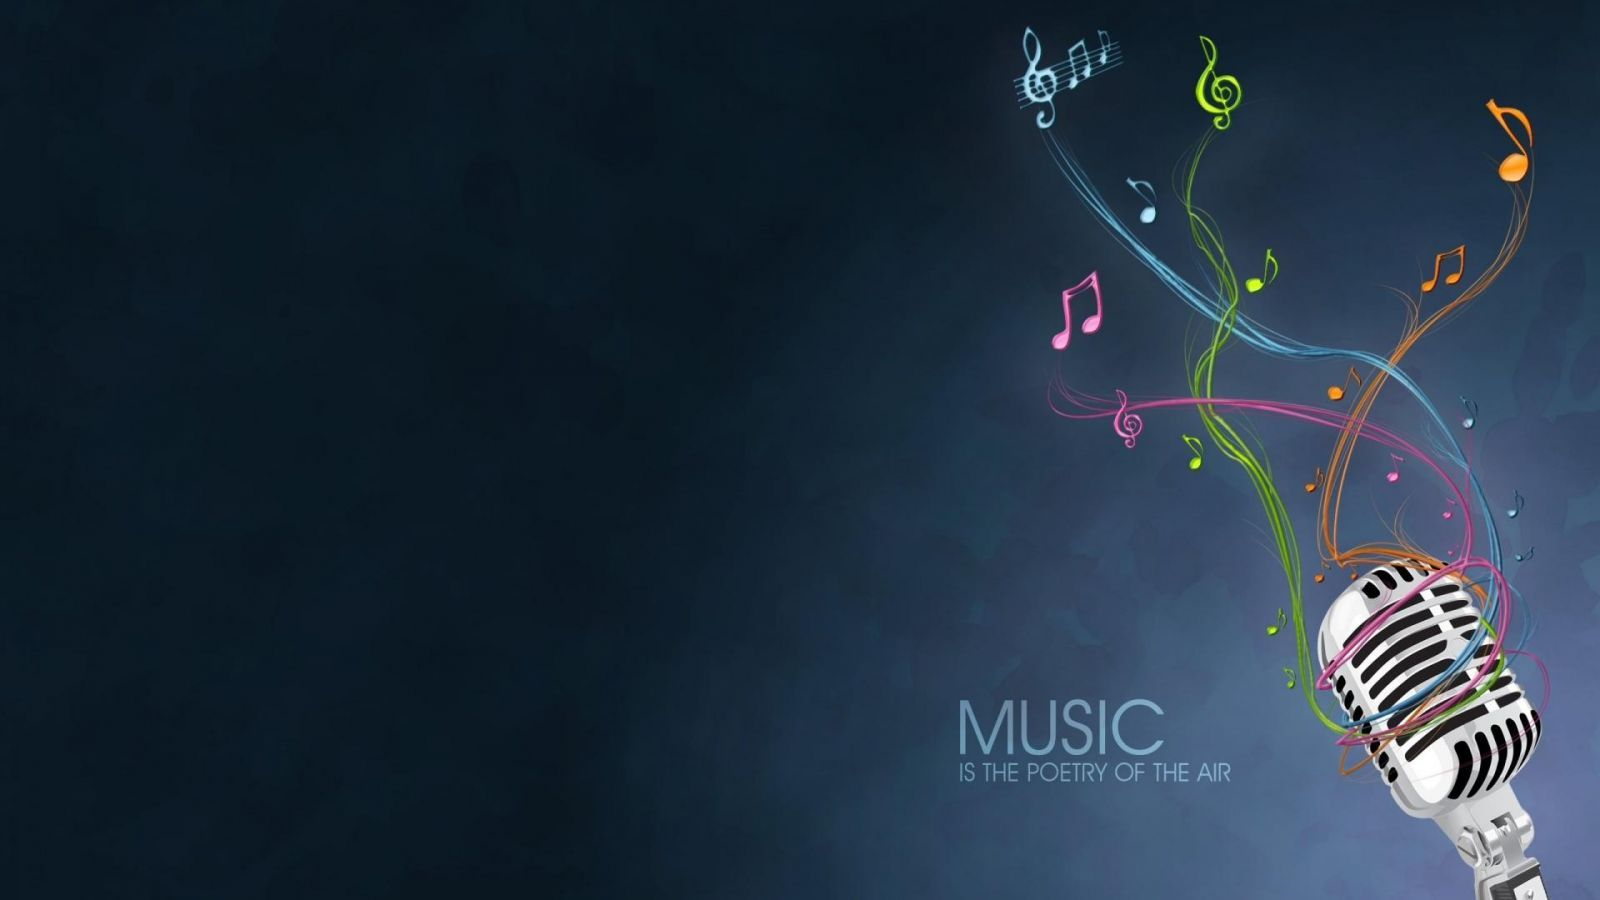 MUSIC
IS THE POETRY OF THE AIR